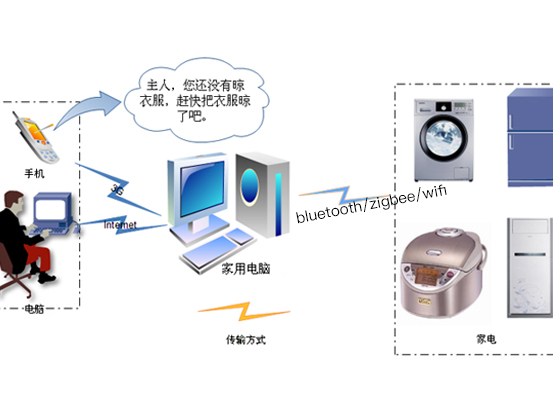 主人，您还没有晾
衣服，赶快把衣服晾
了吧。
手机
3G
Internet
bluetooth/zigbee/wifi
家用电脑
电脑
传输方式
家电